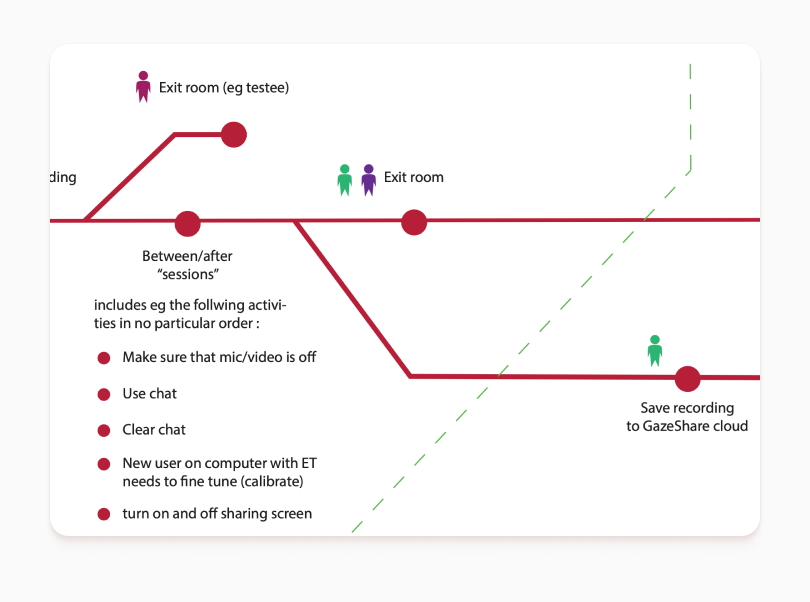 Exit room (eg testee)
ding
Exit room
Between/after
“sessions”
includes eg the follwing activi-
ties in no particular order :
Make sure that mic/video is off
Use chat
Clear chat
New user on computer with ET
needs to fine tune (calibrate)
turn on and off sharing screen
Save recording
to GazeShare cloud